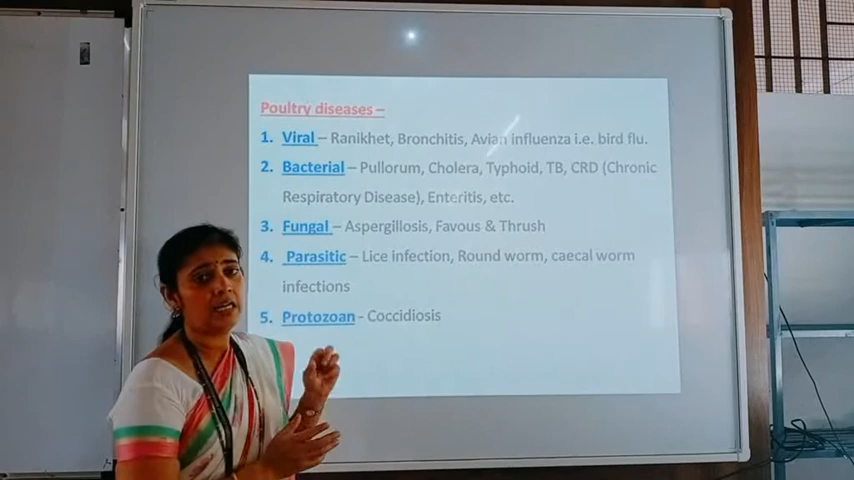 Poultry diseases –
1. Viral – Ranikhet, Bronchitis, Avian influenza i.e. bird flu.
2. Bacterial – Pullorum, Cholera, Typhoid, TB, CRD (Chronic
Respiratory Disease), Enteritis, etc.
3. Fungal – Aspergillosis, Favous & Thrush
4. Parasitic – Lice infection, Round worm, caecal worm
infections
5. Protozoan - Coccidiosis